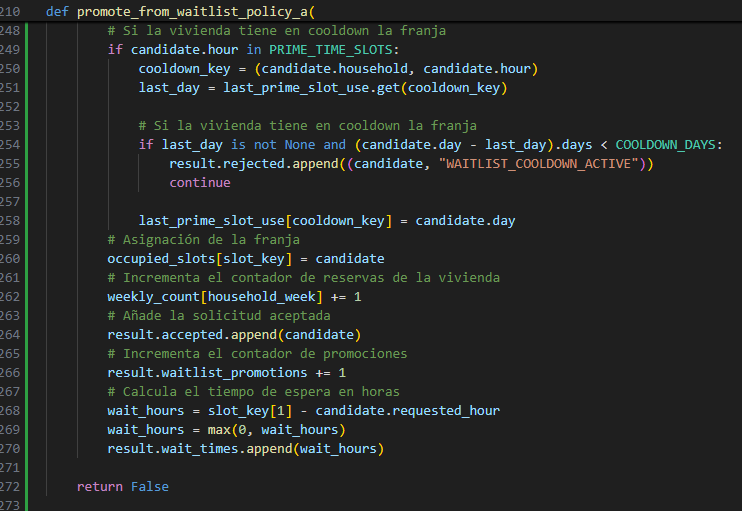 210 def promote_from_waitlist_policy_a(
248 # Si la vivienda tiene en cooldown la franja
249 if candidate.hour in PRIME_TIME_SLOTS:
250 cooldown_key = (candidate.household, candidate.hour)
251 last_day = last_prime_slot_use.get(cooldown_key)
252
253 # Si la vivienda tiene en cooldown la franja
254 if last_day is not None and (candidate.day - last_day).days < COOLDOWN_DAYS:
255 result.rejected.append((candidate, "WAITLIST_COOLDOWN_ACTIVE"))
256 continue
257
258 last_prime_slot_use[cooldown_key] = candidate.day
259 # Asignación de la franja
260 occupied_slots[slot_key] = candidate
261 # Incrementa el contador de reservas de la vivienda
262 weekly_count[household_week] += 1
263 # Añade la solicitud aceptada
264 result.accepted.append(candidate)
265 # Incrementa el contador de promociones
266 result.waitlist_promotions += 1
267 # Calcula el tiempo de espera en horas
268 wait_hours = slot_key[1] - candidate.requested_hour
269 wait_hours = max(0, wait_hours)
270 result.wait_times.append(wait_hours)
271
272 return False
273